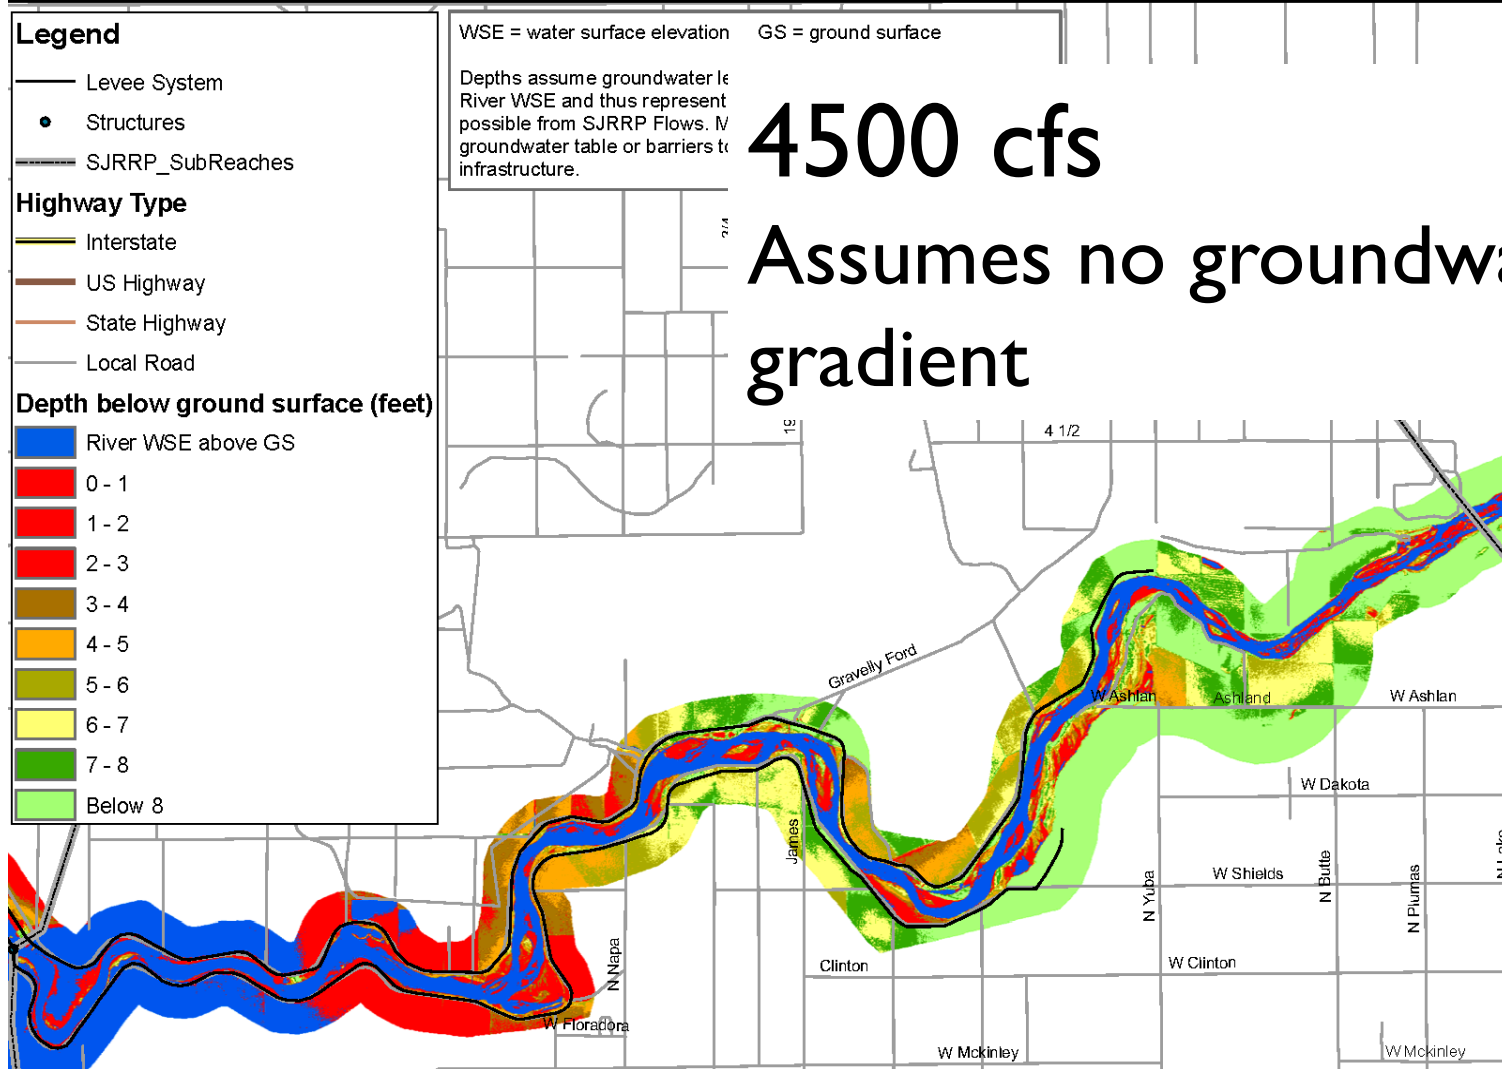 Legend
Levee System
Structures
SJRRP_SubReaches
Highway Type
Interstate
US Highway
State Highway
Local Road
Depth below ground surface (feet)
River WSE above GS
0 - 1
1 - 2
2 - 3
3 - 4
4 - 5
5 - 6
6 - 7
7 - 8
Below 8
WSE = water surface elevation GS = ground surface
Depths assume groundwater
River WSE and thus represent
possible from SJRRP Flows.
groundwater table or barriers
infrastructure.
4500 cfs
Assumes no
gradient
4 1/2
Gravelly Ford
W Ashlan
Ashland
W Ashlan
W Dakota
James
W Shields
N Yuba
N Butte
N Plumas
N Napa
Clinton
W Clinton
W Floradora
W Mckinley
W Mckinley